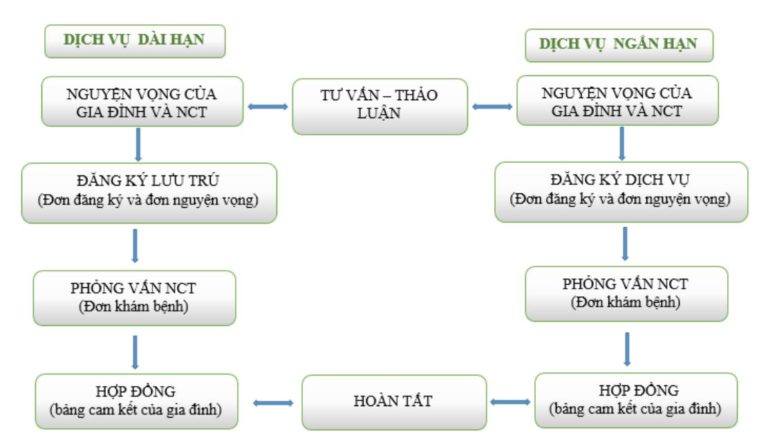 DỊCH VỤ DÀI HẠN
DỊCH VỤ NGẮN HẠN
NGUYỆN VỌNG CỦA
GIA ĐÌNH VÀ NCT
TƯ VẤN – THẢO
LUẬN
NGUYỆN VỌNG CỦA
GIA ĐÌNH VÀ NCT
ĐĂNG KÝ LƯU TRÚ
(Đơn đăng ký và đơn nguyện vọng)
ĐĂNG KÝ DỊCH VỤ
(Đơn đăng ký và đơn nguyện vọng)
PHỎNG VẤN NCT
(Đơn khám bệnh)
PHỎNG VẤN NCT
(Đơn khám bệnh)
HỢP ĐỒNG
(bảng cam kết của gia đình)
HOÀN TẤT
HỢP ĐỒNG
(bảng cam kết của gia đình)